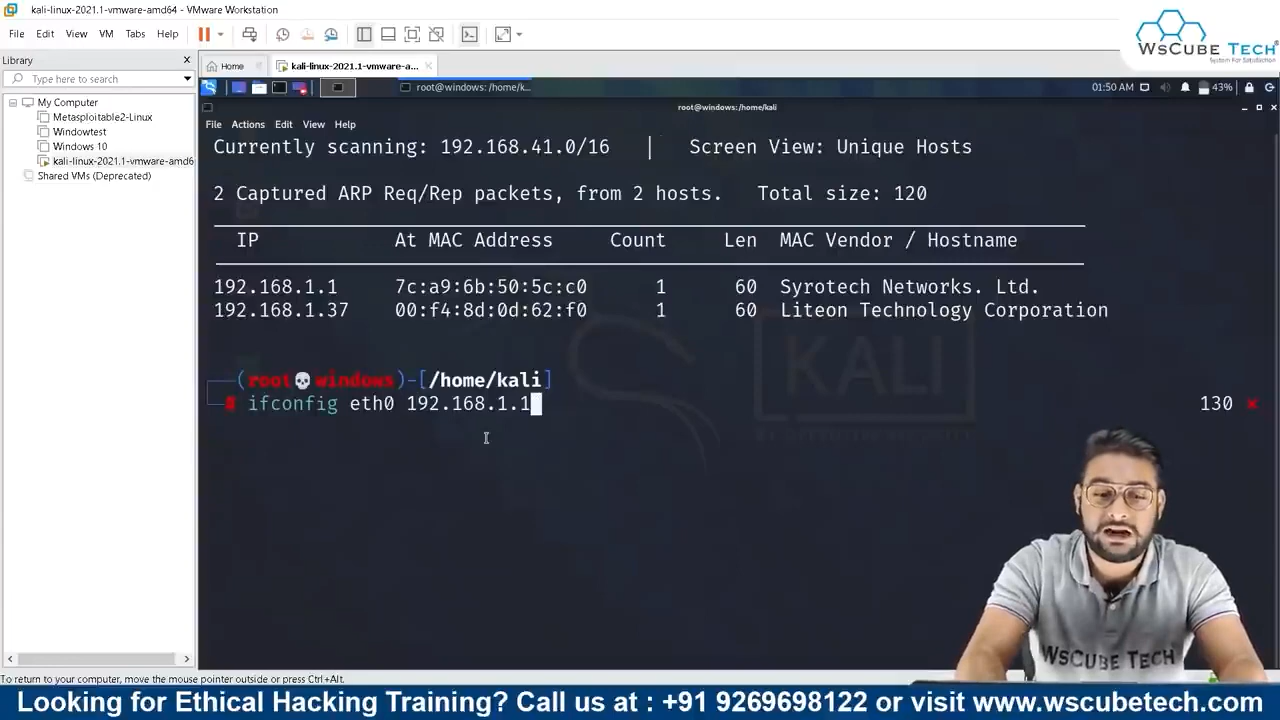 kali-linux-2021.1-vmware-amd64 - VMware Workstation
File Edit View VM Tabs Help
WsCube Tech
System For Satisfaction
Library
Type here to search
My Computer
Metasploitable2-Linux
Windowtest
Windows 10
kali-linux-2021.1-vmware-amd6
Shared VMs (Deprecated)
Home
kali-linux-2021.1-vmware-a...
root@windows: /home/k...
01:50 AM
43%
root@windows: /home/kali
File Actions Edit View Help
Currently scanning: 192.168.41.0/16 | Screen View: Unique Hosts
2 Captured ARP Req/Rep packets, from 2 hosts. Total size: 120
IP At MAC Address Count Len MAC Vendor / Hostname
192.168.1.1 7c:a9:6b:50:5c:c0 1 60 Syrotech Networks. Ltd.
192.168.1.37 00:f4:8d:0d:62:f0 1 60 Liteon Technology Corporation
KALI
(root💀windows)-[/home/kali]
# ifconfig eth0 192.168.1.1
130 ×
WsCube Tech
To return to your computer, move the mouse pointer outside or press Ctrl+Alt.
Looking for Ethical Hacking Training? Call us at : +91 9269698122 or visit www.wscubetech.com